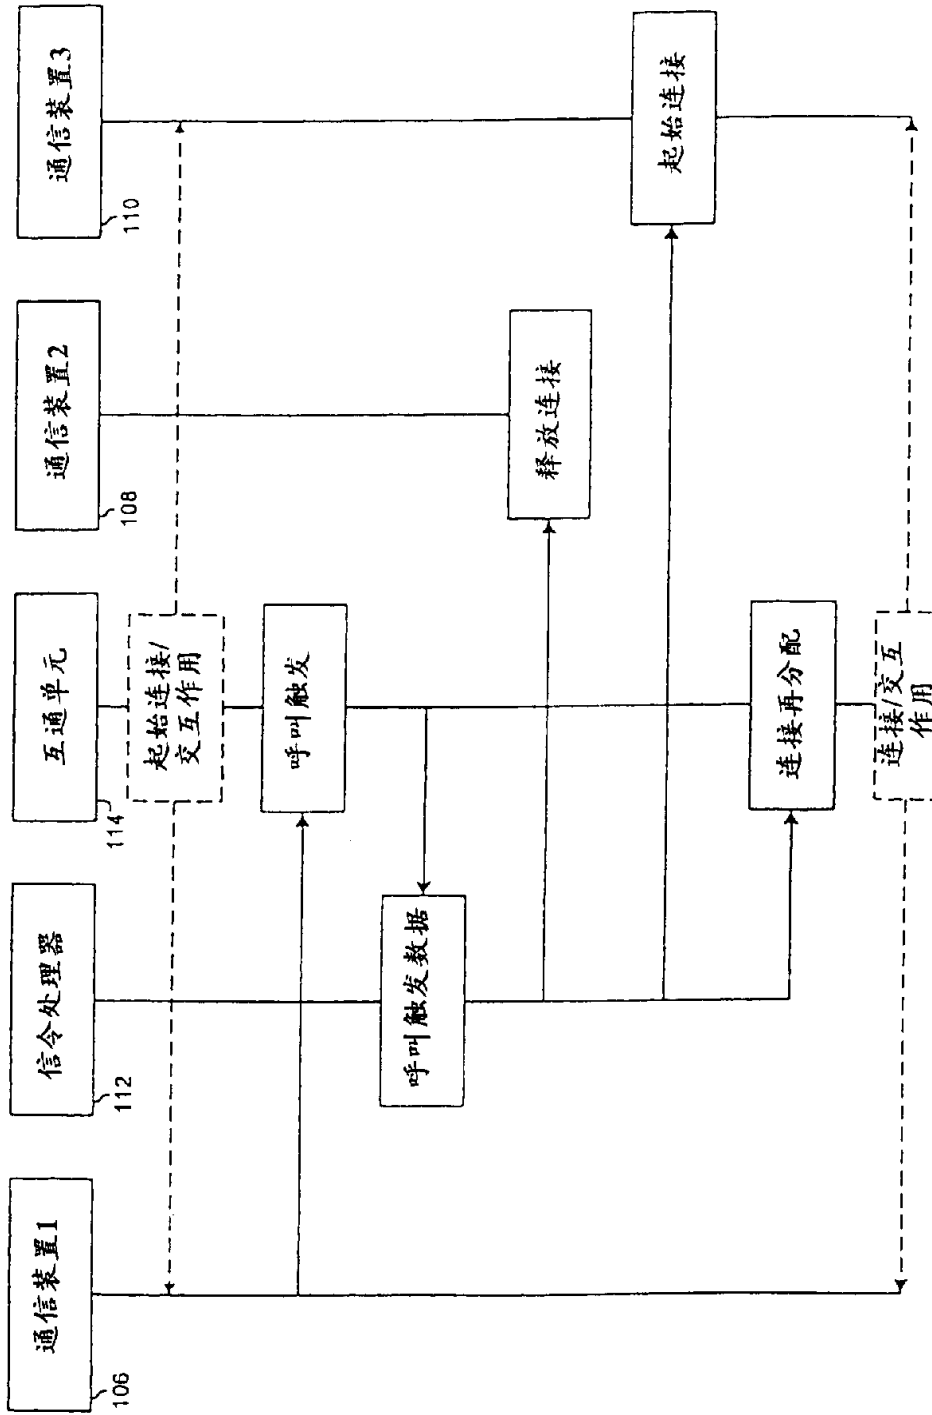 通信装置1
106
信令处理器
112
互通单元
114
通信装置2
108
通信装置3
110
起始连接/
交互作用
呼叫触发
呼叫触发数据
释放连接
起始连接
连接再分配
连接/交互
作用